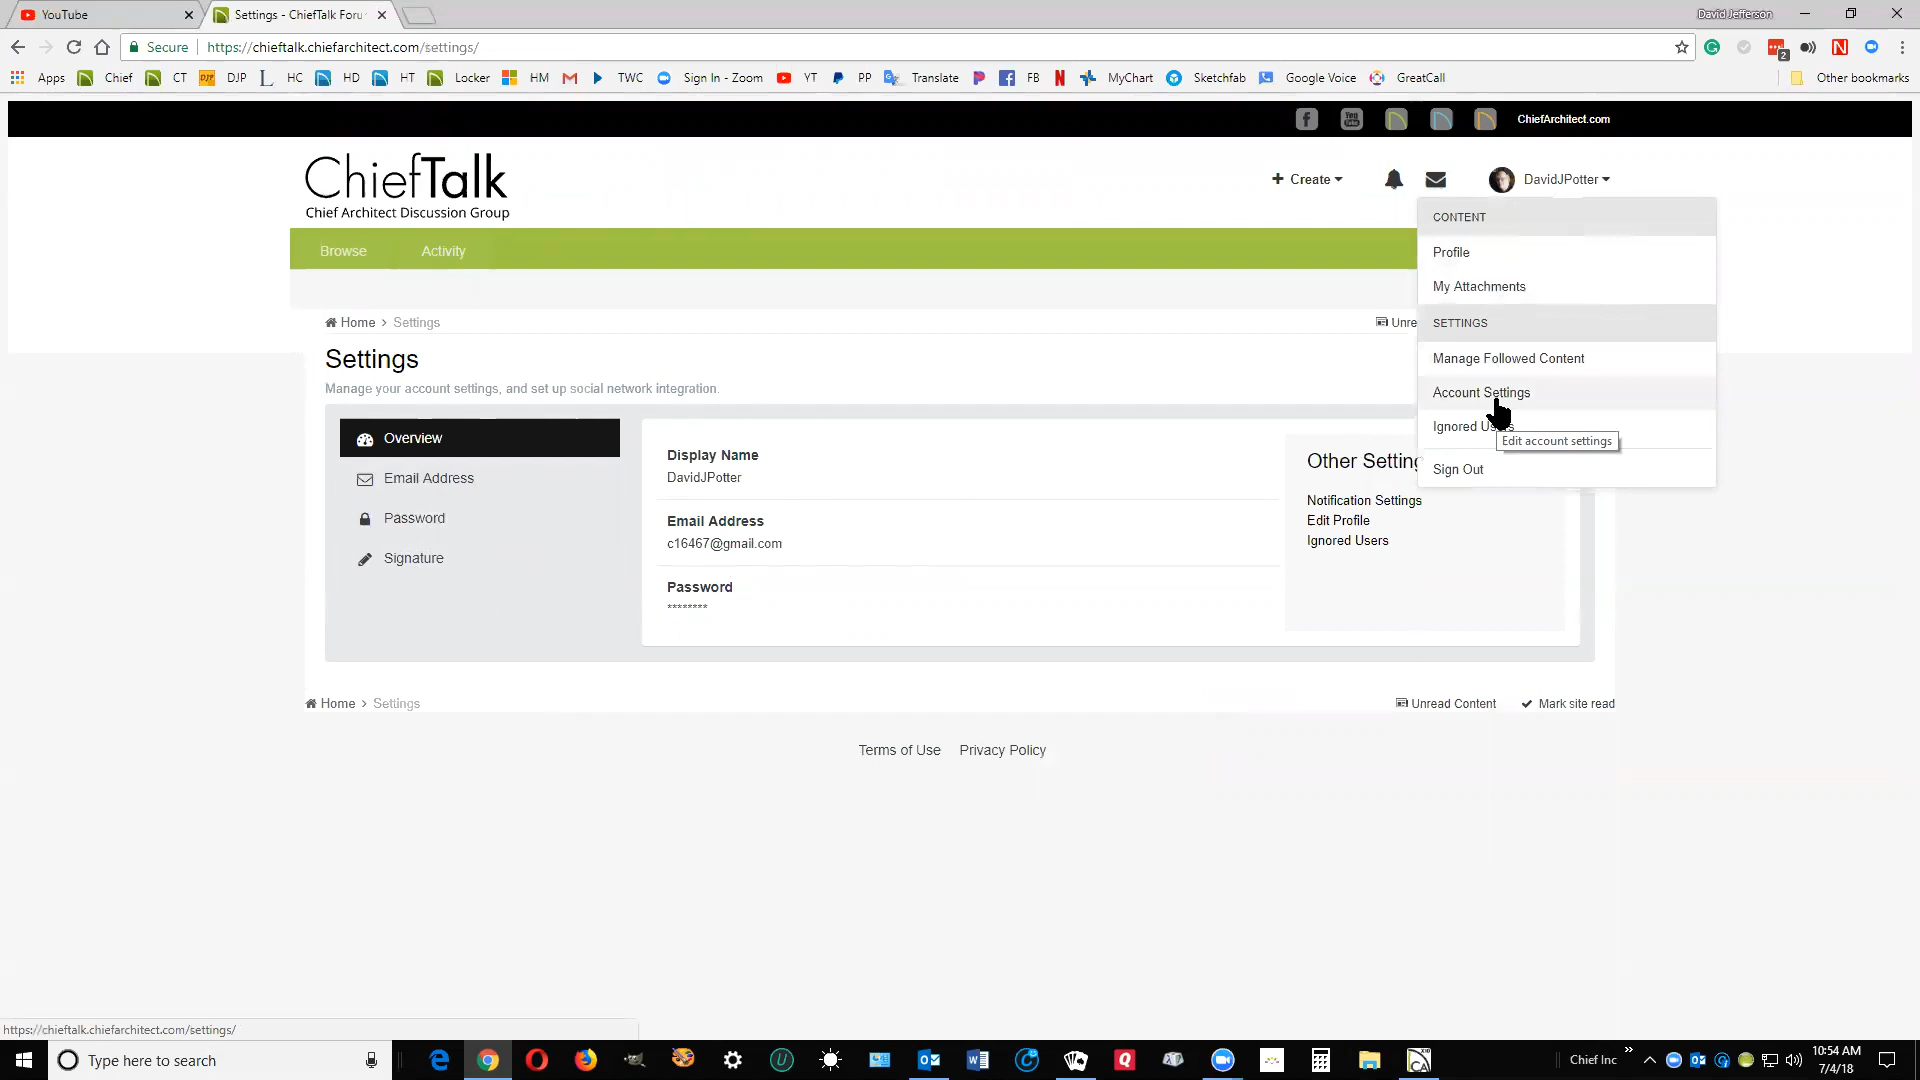 YouTube
Settings - ChiefTalk Foru
David Jefferson
Secure
https://chieftalk.chiefarchitect.com/settings/
2
Apps
Chief
CT
DJP
HC
HD
HT
Locker
HM
TWC
Sign In - Zoom
YT
PP
Translate
FB
MyChart
Sketchfab
Google Voice
GreatCall
Other bookmarks
ChiefArchitect.com
ChiefTalk
Chief Architect Discussion Group
Create
DavidJPotter
Browse
Activity
CONTENT
Profile
My Attachments
SETTINGS
Manage Followed Content
Account Settings
Ignored Users
Edit account settings
Sign Out
Home
Settings
Unre
Settings
Manage your account settings, and set up social network integration.
Overview
Email Address
Password
Signature
Display Name
DavidJPotter
Email Address
c16467@gmail.com
Password
********
Other Setting
Notification Settings
Edit Profile
Ignored Users
Home
Settings
Unread Content
Mark site read
Terms of Use
Privacy Policy
https://chieftalk.chiefarchitect.com/settings/
Type here to search
Chief Inc
10:54 AM
7/4/18